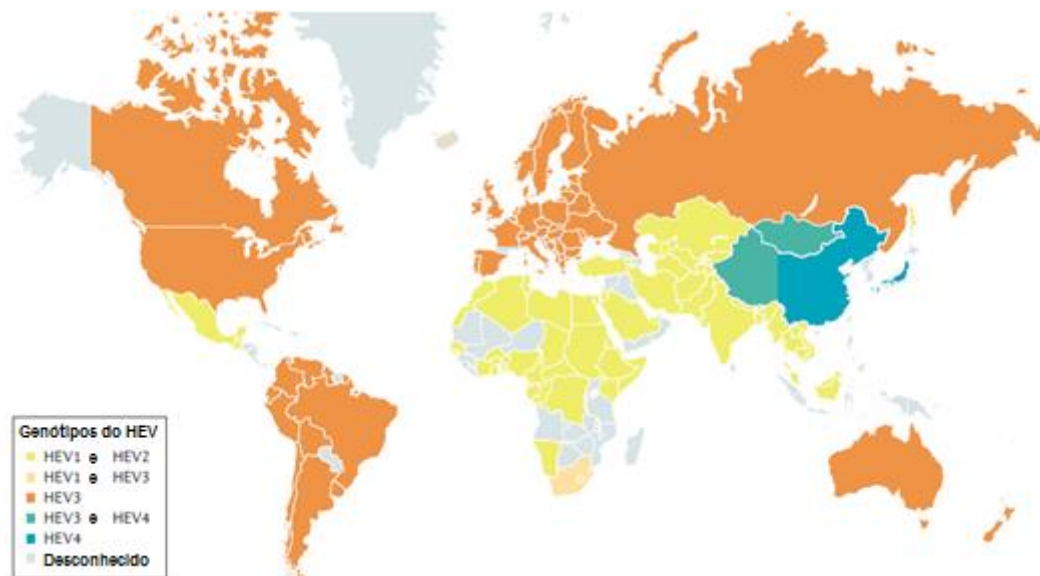 Genótipos do HEV
HEV1 e HEV2
HEV1 e HEV3
HEV3
HEV3 e HEV4
HEV4
Desconhecido